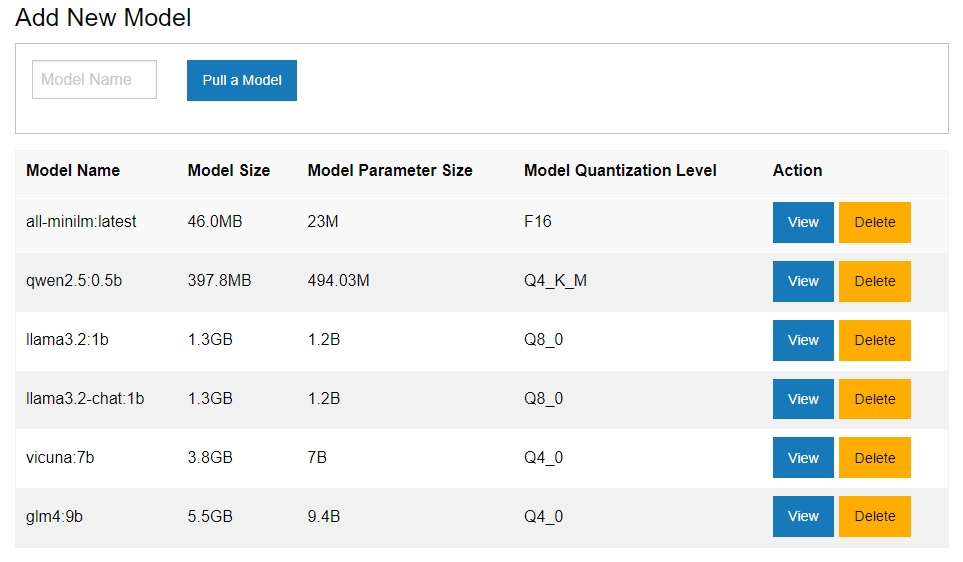 Add New Model
Model Name Pull a Model
Model Name Model Size Model Parameter Size Model Quantization Level Action
all-minilm:latest 46.0MB 23M F16 View Delete
qwen2.5:0.5b 397.8MB 494.03M Q4_K_M View Delete
llama3.2:1b 1.3GB 1.2B Q8_0 View Delete
llama3.2-chat:1b 1.3GB 1.2B Q8_0 View Delete
vicuna:7b 3.8GB 7B Q4_0 View Delete
glm4:9b 5.5GB 9.4B Q4_0 View Delete